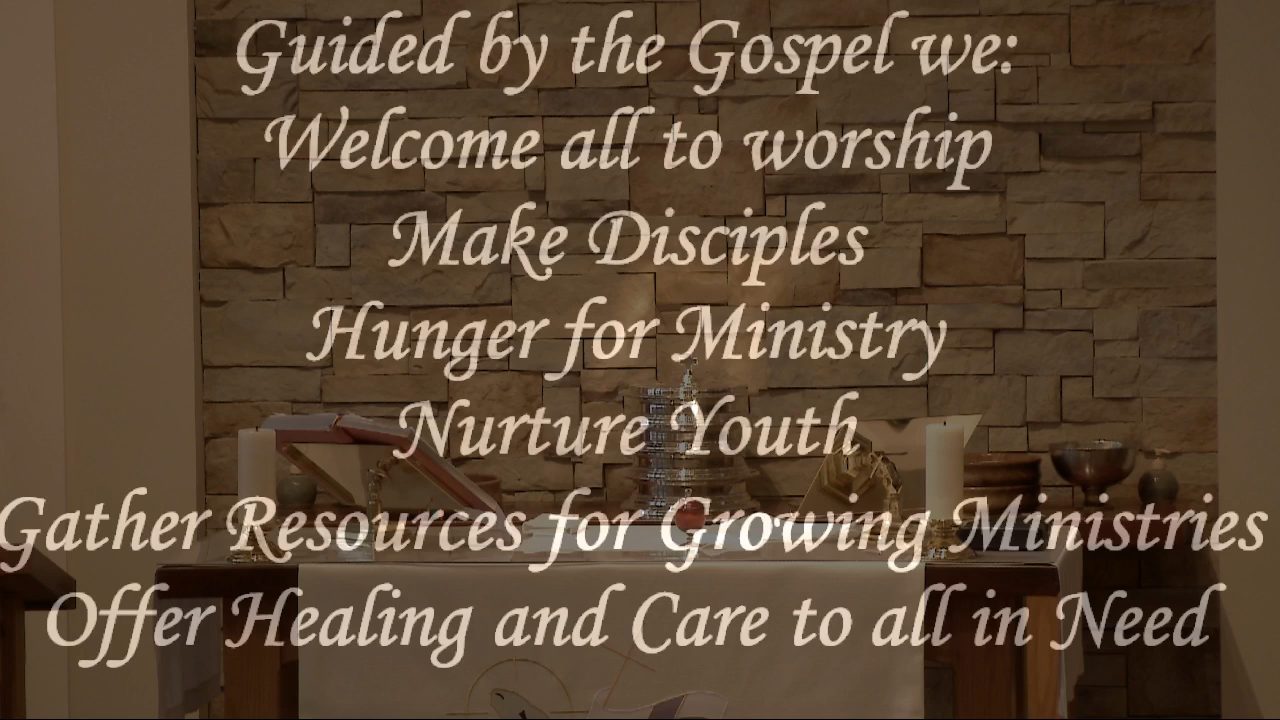 Guided by the Gospel we:
Welcome all to worship
Make Disciples
Hunger for Ministry
Nurture Youth
Gather Resources for Growing Ministries
Offer Healing and Care to all in Need